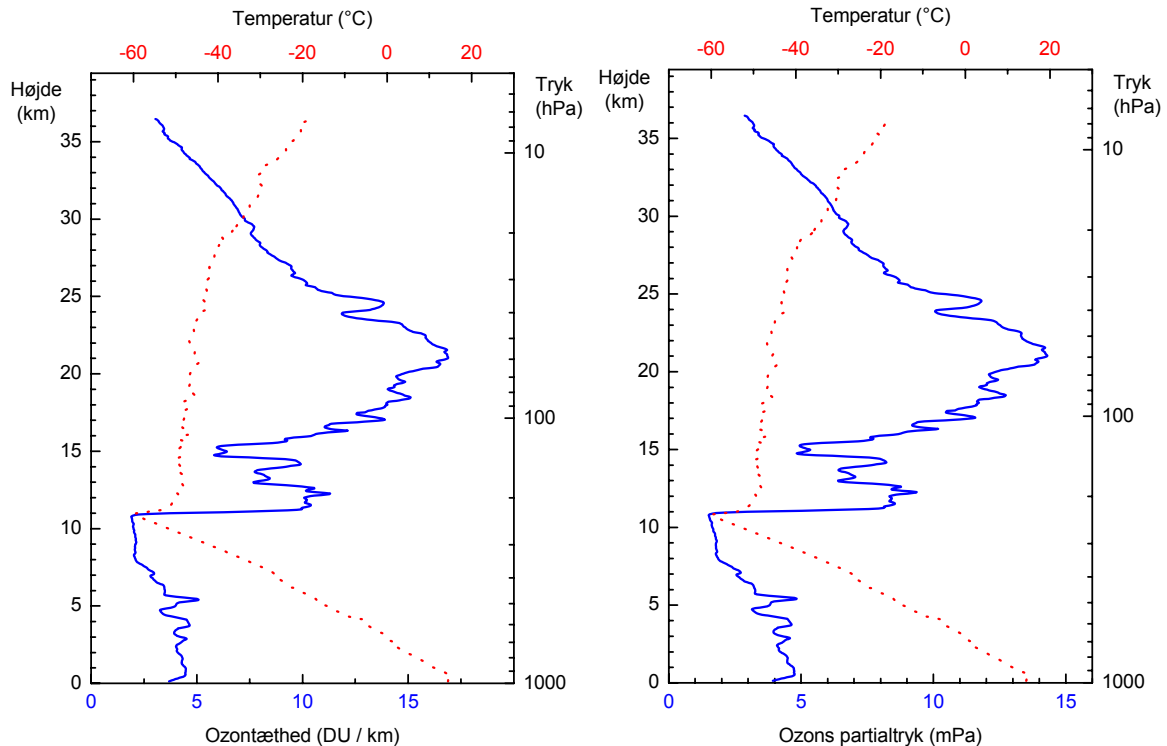 Temperatur (°C)
-60 -40 -20 0 20
Højde
(km)
Tryk
(hPa)
35
30
25
20
15
10
5
0
10
100
1000
0 5 10 15
Ozontæthed (DU / km)
Temperatur (°C)
-60 -40 -20 0 20
Højde
(km)
Tryk
(hPa)
35
30
25
20
15
10
5
0
10
100
1000
0 5 10 15
Ozons partialtryk (mPa)